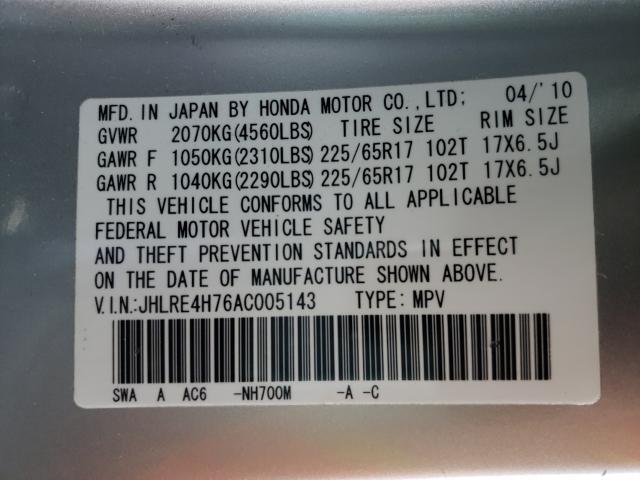 MFD. IN JAPAN BY HONDA MOTOR CO., LTD; 04/'10
GVWR 2070KG(4560LBS) TIRE SIZE RIM SIZE
GAWR F 1050KG(2310LBS) 225/65R17 102T 17X6.5J
GAWR R 1040KG(2290LBS) 225/65R17 102T 17X6.5J
THIS VEHICLE CONFORMS TO ALL APPLICABLE
FEDERAL MOTOR VEHICLE SAFETY
AND THEFT PREVENTION STANDARDS IN EFFECT
ON THE DATE OF MANUFACTURE SHOWN ABOVE.
V.I.N.:JHLRE4H76AC005143 TYPE: MPV
SWA A AC6 -NH700M -A -C